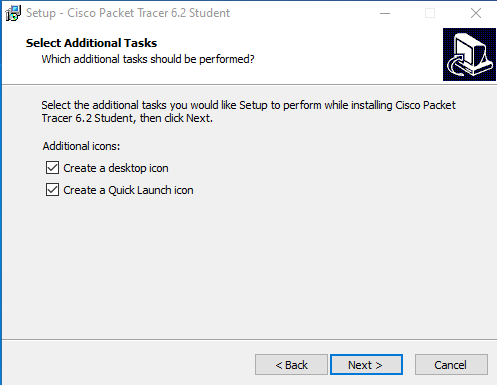 Setup - Cisco Packet Tracer 6.2 Student
Select Additional Tasks
Which additional tasks should be performed?
Select the additional tasks you would like Setup to perform while installing Cisco Packet
Tracer 6.2 Student, then click Next.
Additional icons:
Create a desktop icon
Create a Quick Launch icon
< Back Next > Cancel